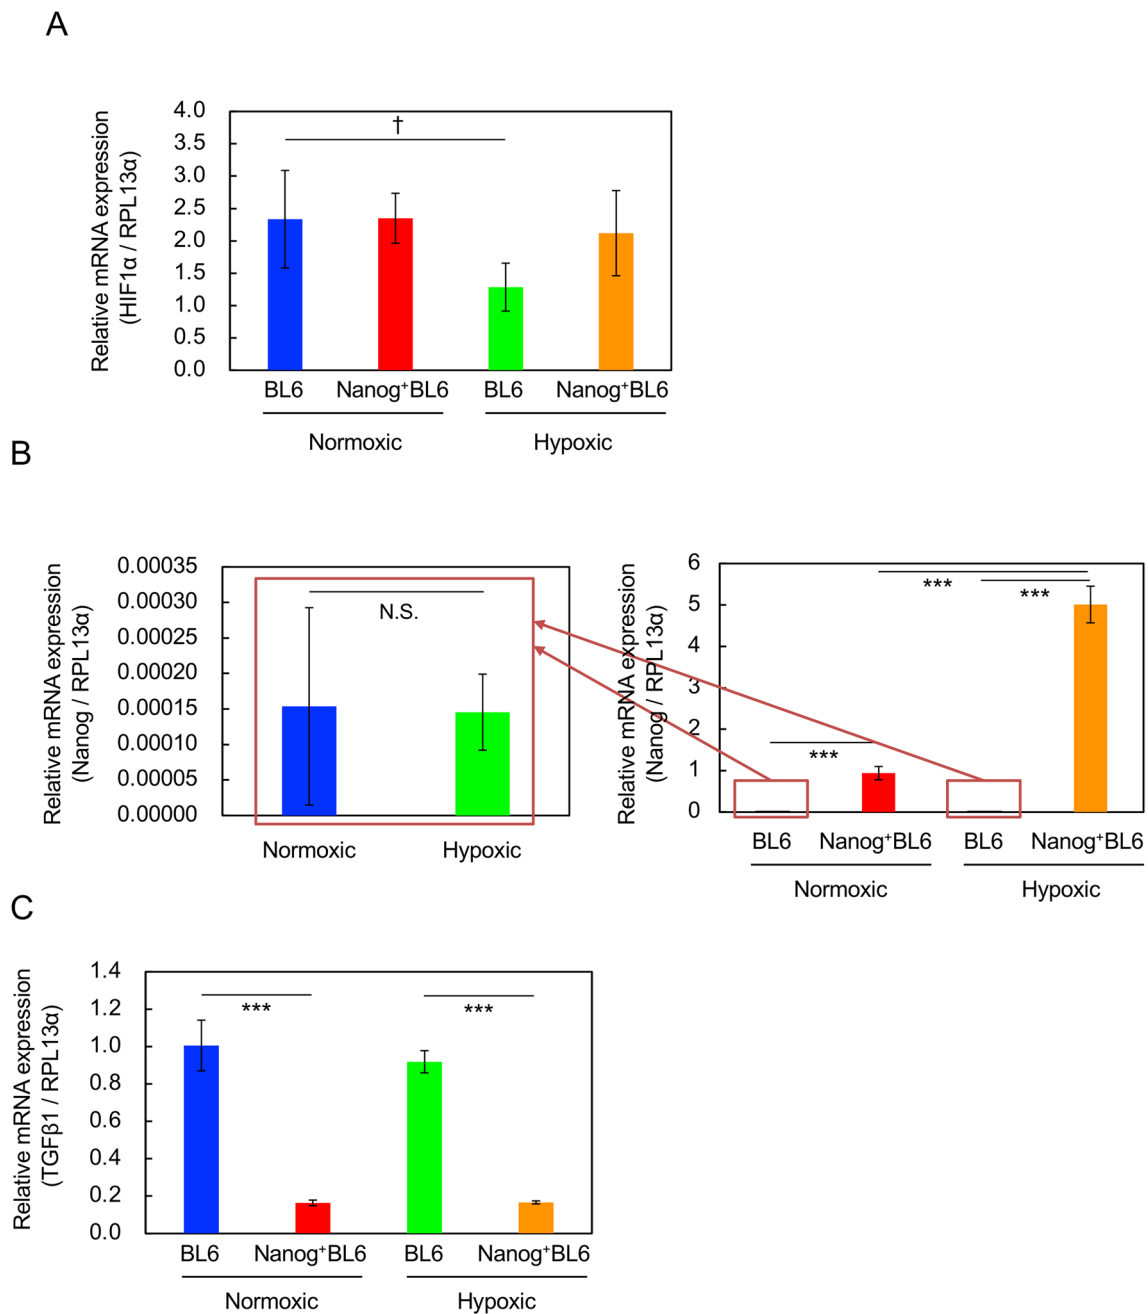 A
Relative mRNA expression
(HIF1α / RPL13α)
4.0
3.5
3.0
2.5
2.0
1.5
1.0
0.5
0.0
†
BL6 Nanog⁺BL6 BL6 Nanog⁺BL6
Normoxic Hypoxic
B
Relative mRNA expression
(Nanog / RPL13α)
0.00035
0.00030
0.00025
0.00020
0.00015
0.00010
0.00005
0.00000
N.S.
Normoxic Hypoxic
Relative mRNA expression
(Nanog / RPL13α)
6
5
4
3
2
1
0
***
***
***
BL6 Nanog⁺BL6 BL6 Nanog⁺BL6
Normoxic Hypoxic
C
Relative mRNA expression
(TGFβ1 / RPL13α)
1.4
1.2
1.0
0.8
0.6
0.4
0.2
0.0
*** ***
BL6 Nanog⁺BL6 BL6 Nanog⁺BL6
Normoxic Hypoxic